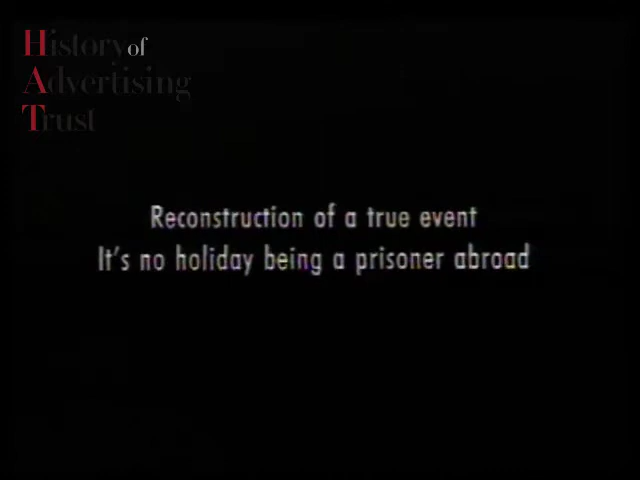 History of
Advertising
Trust
Reconstruction of a true event
It's no holiday being a prisoner abroad